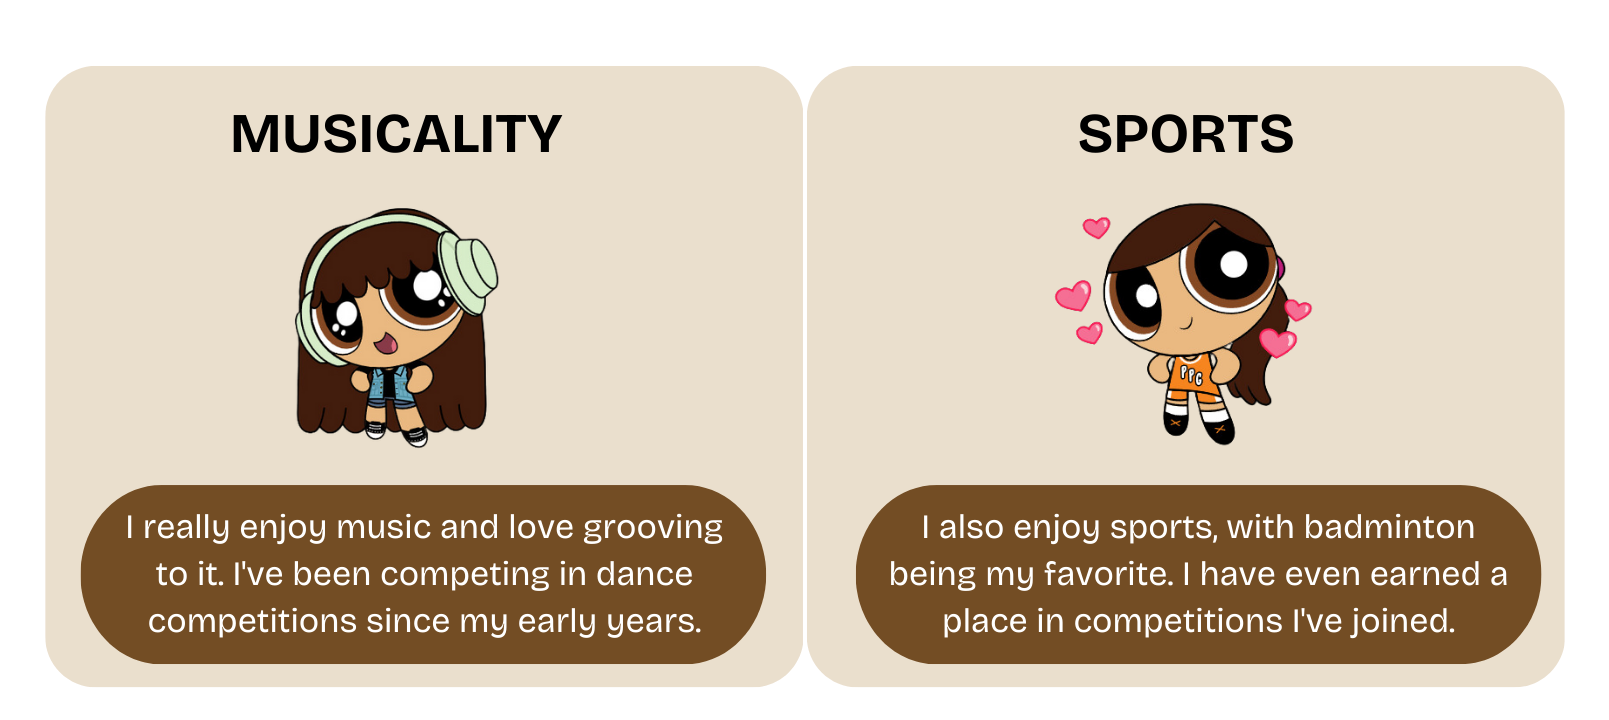 MUSICALITY
I really enjoy music and love grooving
to it. I've been competing in dance
competitions since my early years.
SPORTS
PPG
I also enjoy sports, with badminton
being my favorite. I have even earned a
place in competitions I've joined.